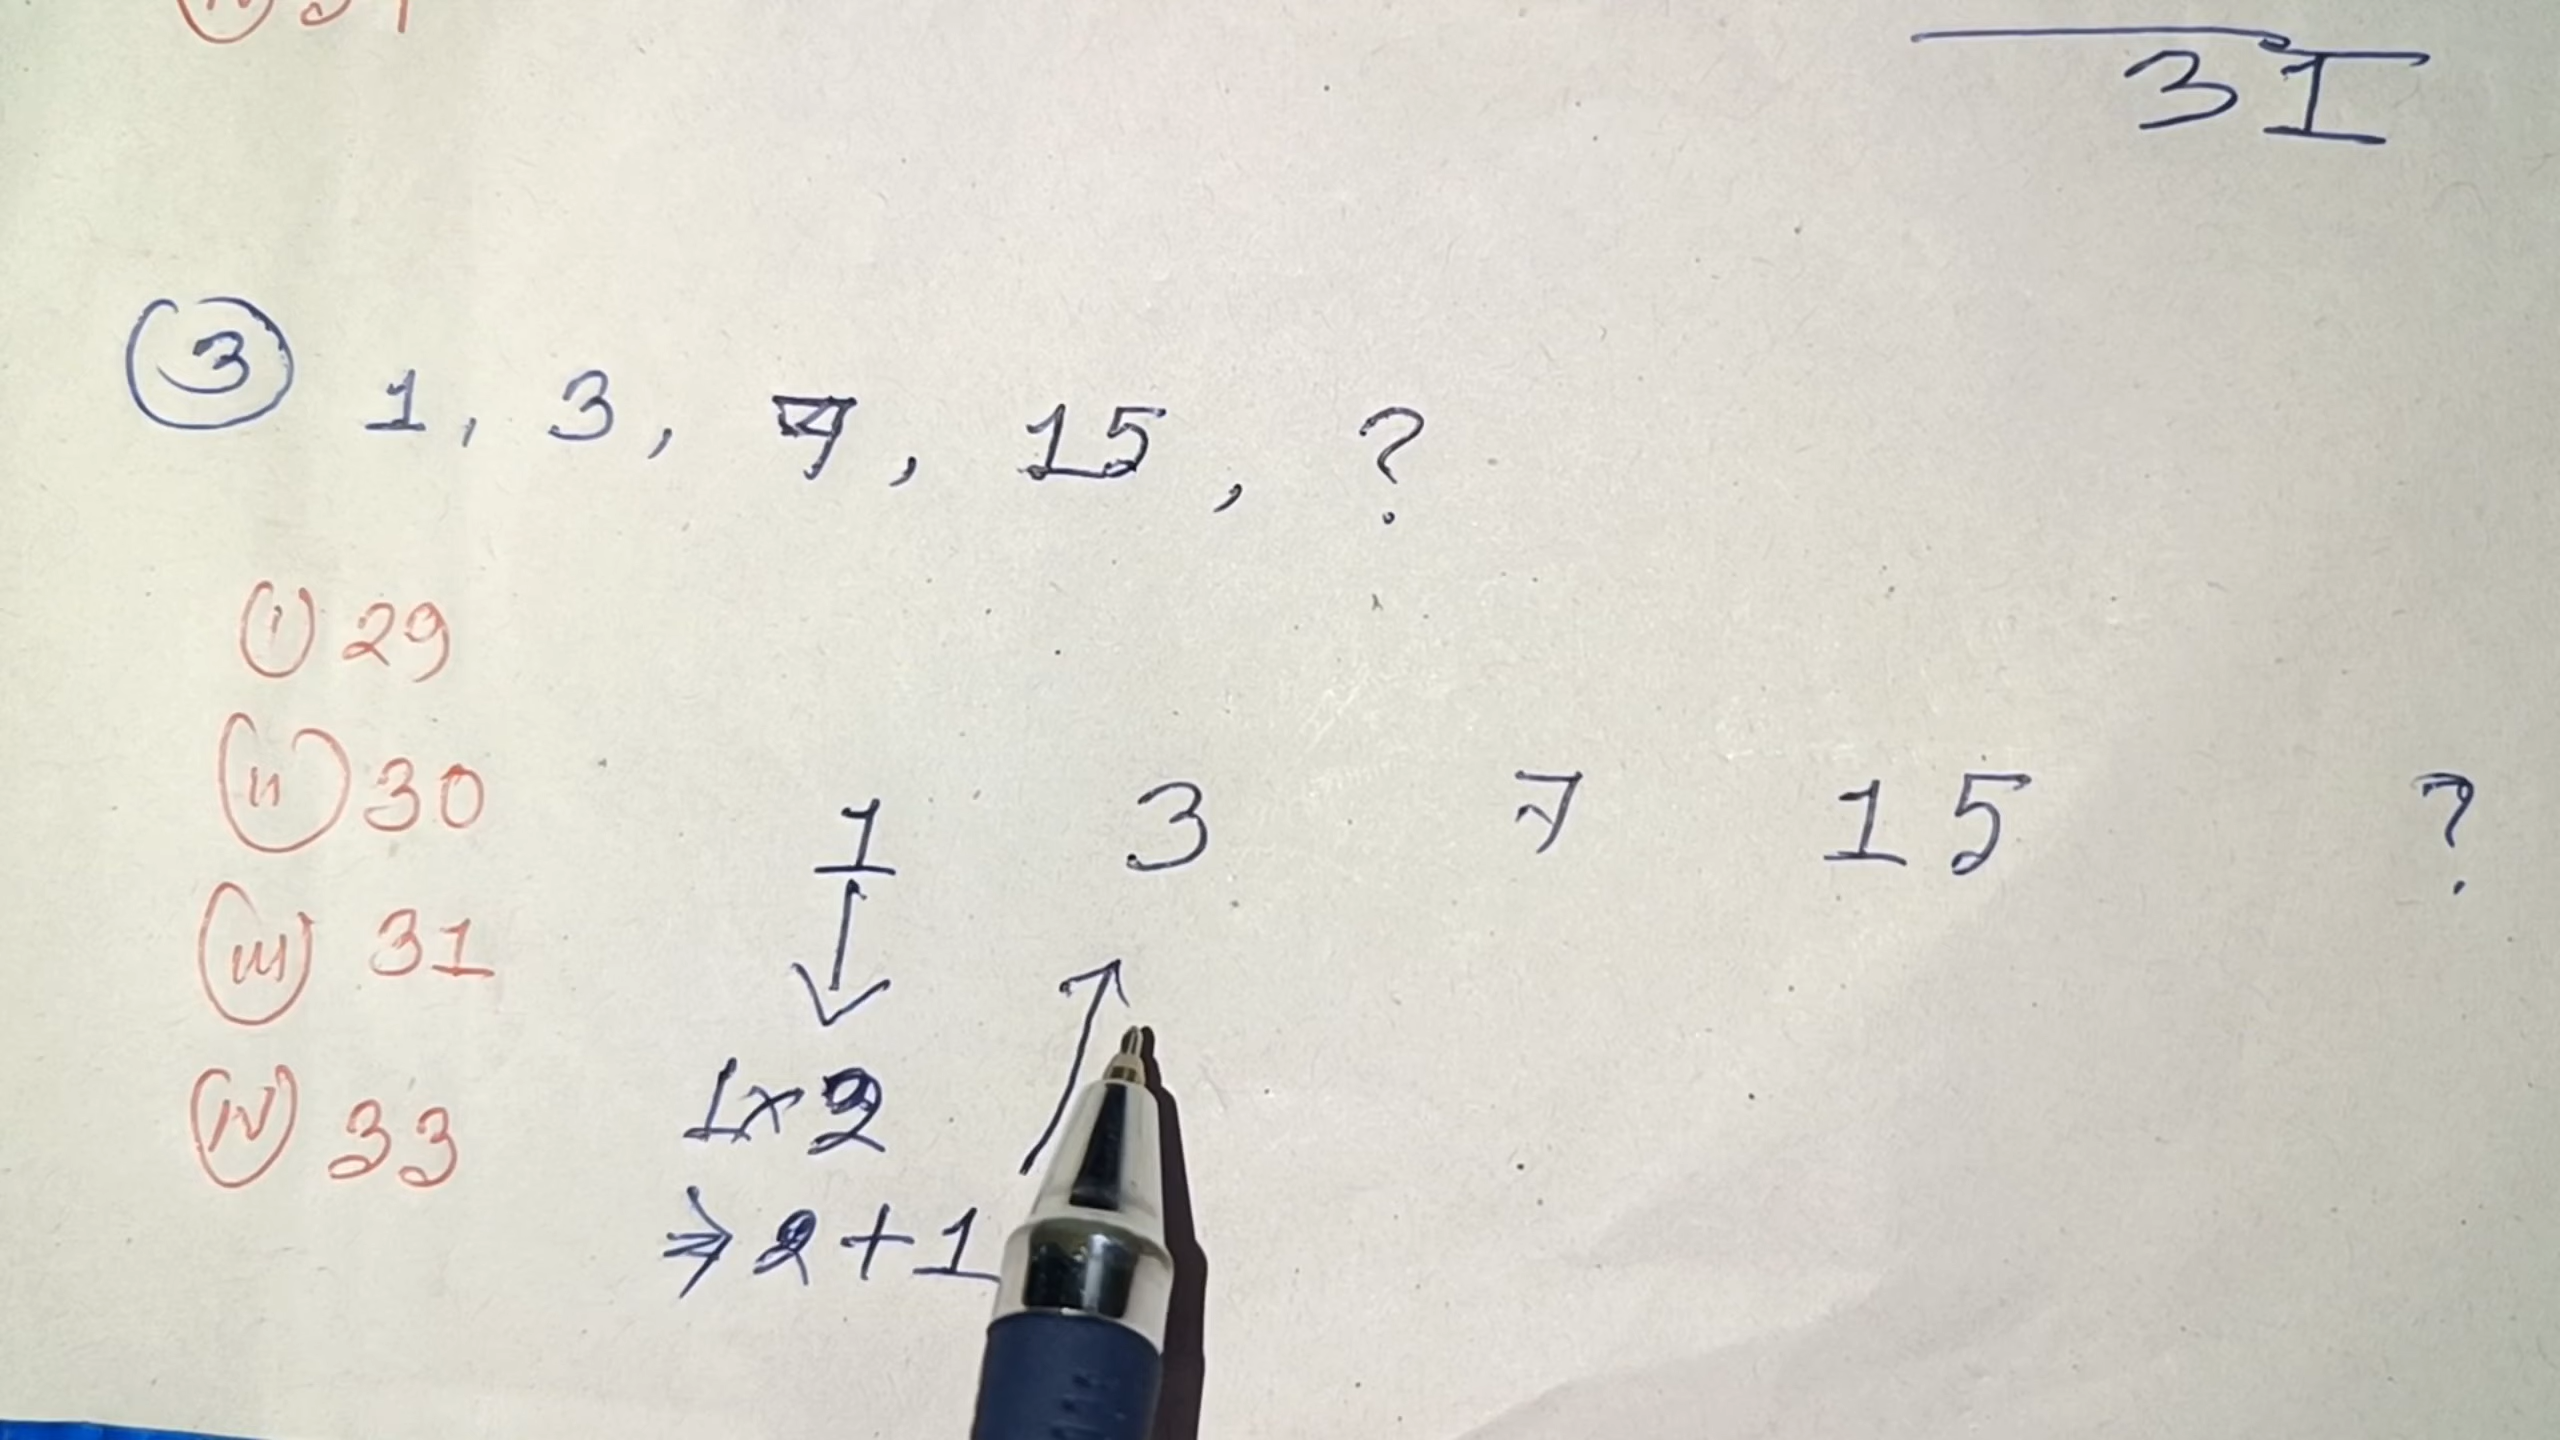 31
③ 1, 3, 7, 15, ?
(i) 29
(ii) 30
(iii) 31
(iv) 33
1 3 7 15 ?
1×2
⇒ 2+1